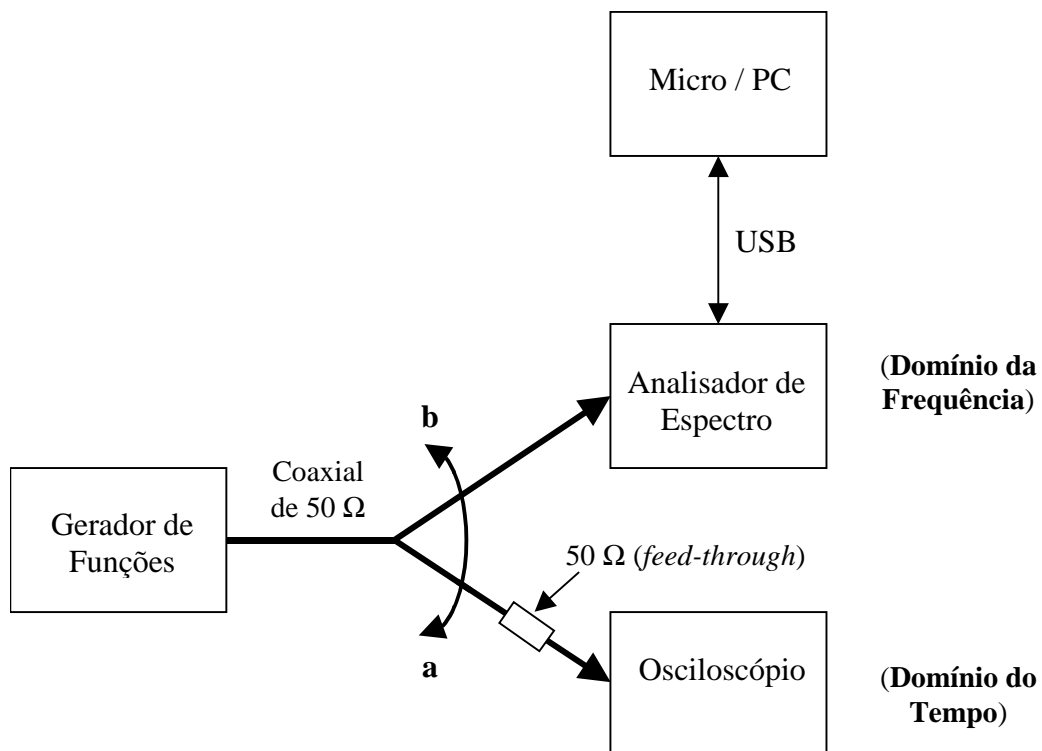 Micro / PC
USB
Analisador de
Espectro
(Domínio da
Frequência)
b
Coaxial
de 50 Ω
Gerador de
Funções
50 Ω (feed-through)
a
Osciloscópio
(Domínio do
Tempo)